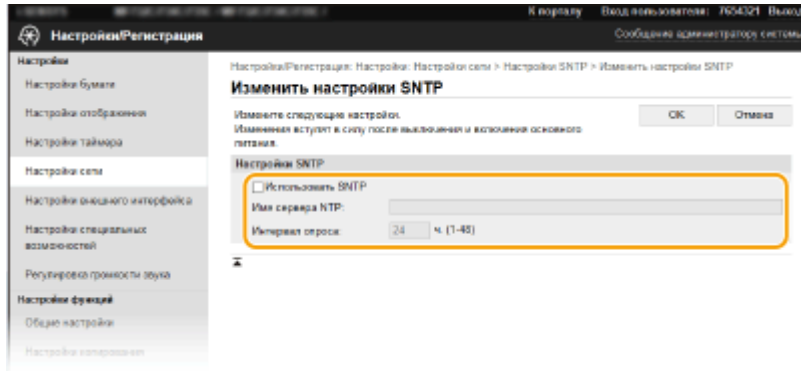 К порталу Вход пользователя: 7654321 Выход
Настройки/Регистрация
Сообщение администратору системы
Настройки
Настройки бумаги
Настройки отображения
Настройки таймера
Настройки сети
Настройки внешнего интерфейса
Настройки специальных
возможностей
Регулировка громкости звука
Настройки функций
Общие настройки
Настройки копирования
Настройки/Регистрация: Настройки: Настройки сети > Настройки SNTP > Изменить настройки SNTP
Изменить настройки SNTP
Измените следующие настройки.
Изменения вступят в силу после выключения и включения основного
питания.
OK Отмена
Настройки SNTP
Использовать SNTP
Имя сервера NTP:
Интервал опроса: 24 ч. (1-48)